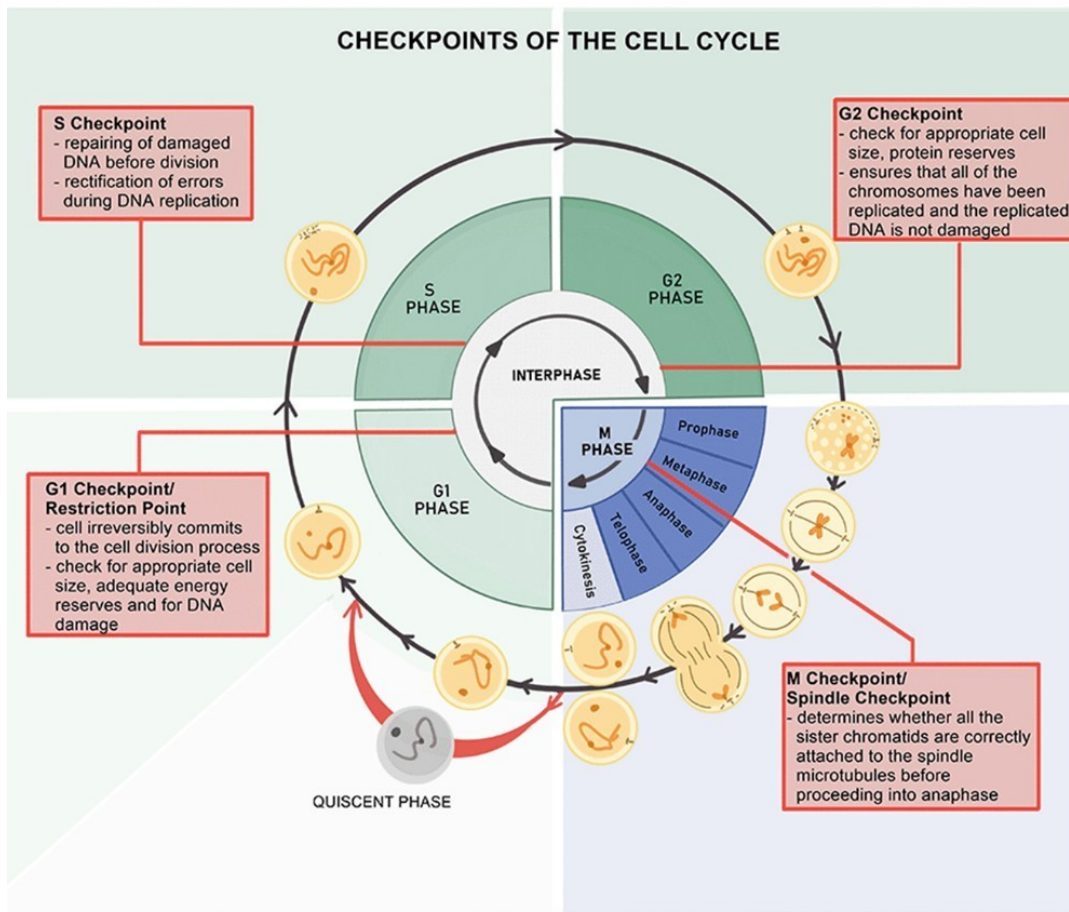 CHECKPOINTS OF THE CELL CYCLE
S Checkpoint
- repairing of damaged
DNA before division
- rectification of errors
during DNA replication
G2 Checkpoint
- check for appropriate cell
size, protein reserves
- ensures that all of the
chromosomes have been
replicated and the replicated
DNA is not damaged
S
PHASE
G2
PHASE
INTERPHASE
G1
PHASE
M
PHASE
Prophase
Metaphase
Anaphase
Telophase
Cytokinesis
G1 Checkpoint/
Restriction Point
- cell irreversibly commits
to the cell division process
- check for appropriate cell
size, adequate energy
reserves and for DNA
damage
M Checkpoint/
Spindle Checkpoint
- determines whether all the
sister chromatids are correctly
attached to the spindle
microtubules before
proceeding into anaphase
QUISCENT PHASE